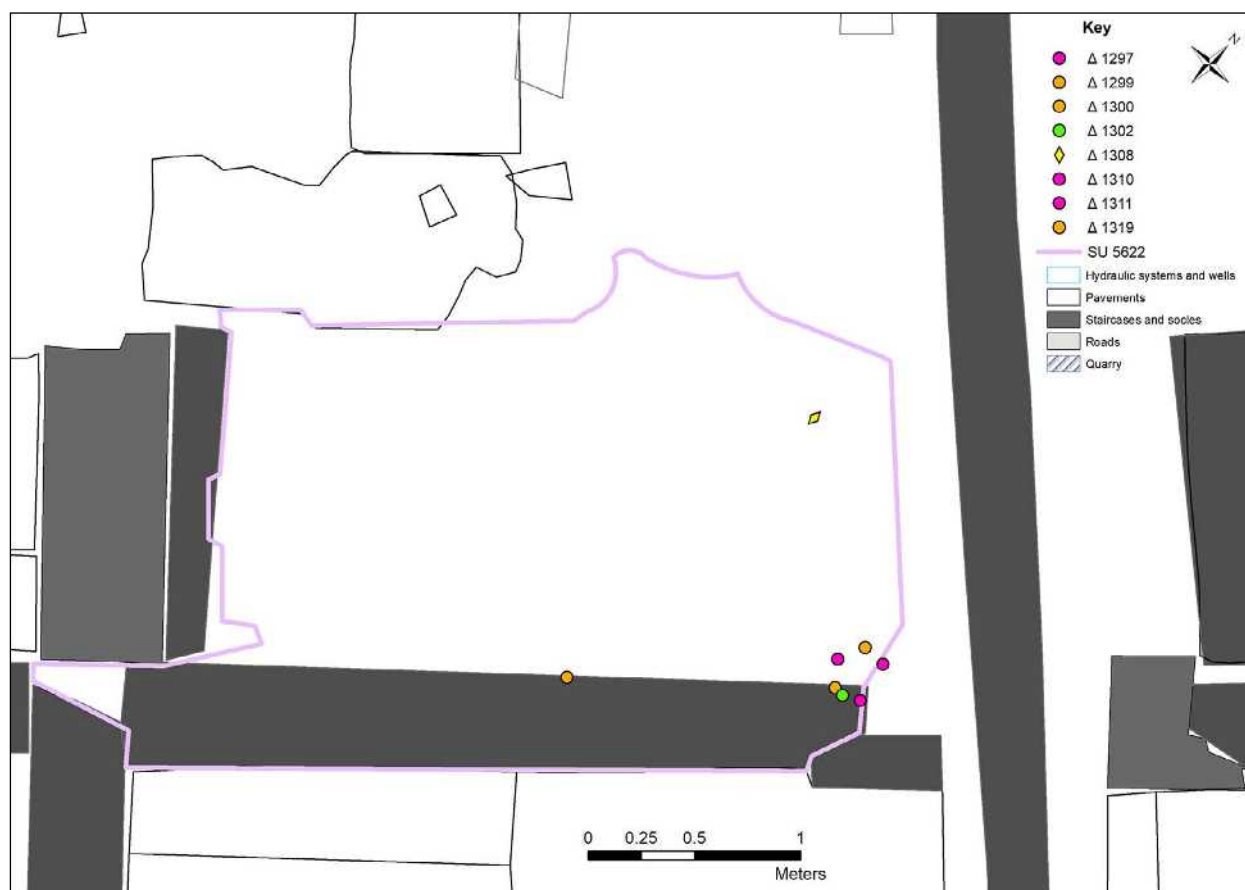 Key
N
Δ 1297
Δ 1299
Δ 1300
Δ 1302
Δ 1308
Δ 1310
Δ 1311
Δ 1319
SU 5622
Hydraulic systems and wells
Pavements
Staircases and socles
Roads
Quarry
0 0.25 0.5 1
Meters